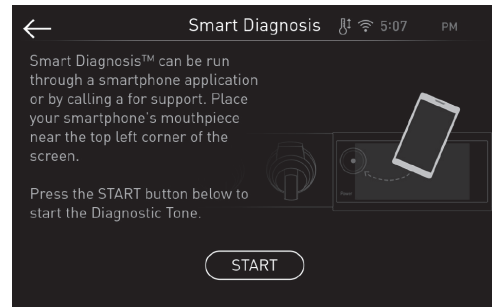 Smart Diagnosis 5:07 PM
Smart Diagnosis™ can be run
through a smartphone application
or by calling a for support. Place
your smartphone's mouthpiece
near the top left corner of the
screen.
Press the START button below to
start the Diagnostic Tone.
START